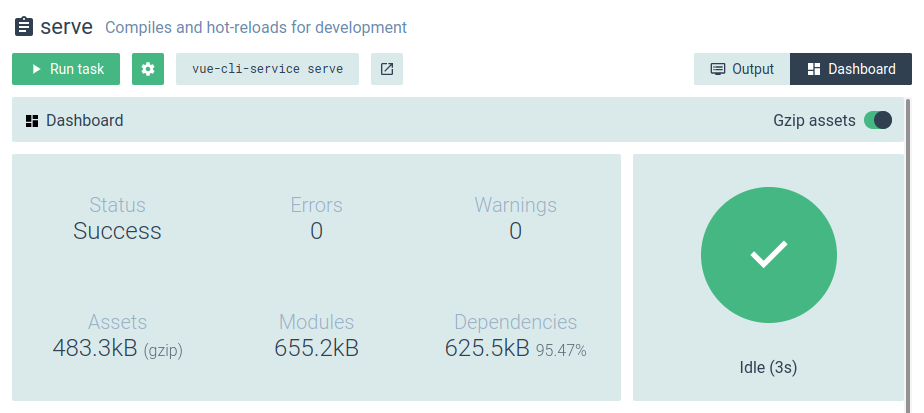 serve Compiles and hot-reloads for development
Run task vue-cli-service serve Output Dashboard
Dashboard Gzip assets
Status Errors Warnings
Success 0 0
Assets Modules Dependencies
483.3kB (gzip) 655.2kB 625.5kB 95.47%
Idle (3s)